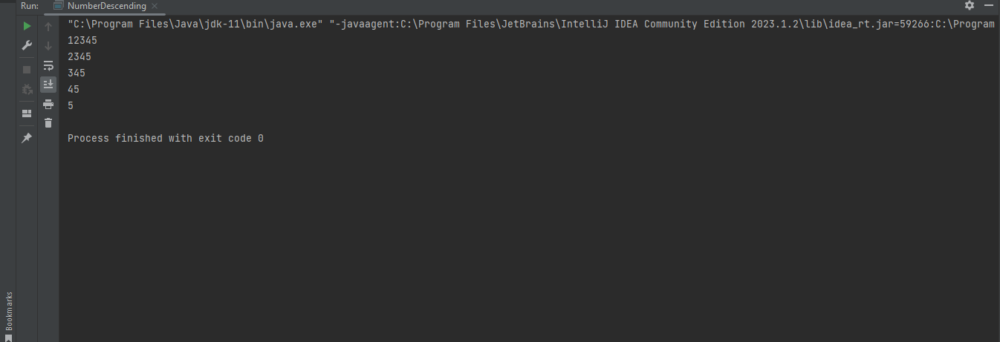 Run: NumberDescending
"C:\Program Files\Java\jdk-11\bin\java.exe" "-javaagent:C:\Program Files\JetBrains\IntelliJ IDEA Community Edition 2023.1.2\lib\idea_rt.jar=59266:C:\Program
12345
2345
345
45
5
Process finished with exit code 0
Bookmarks